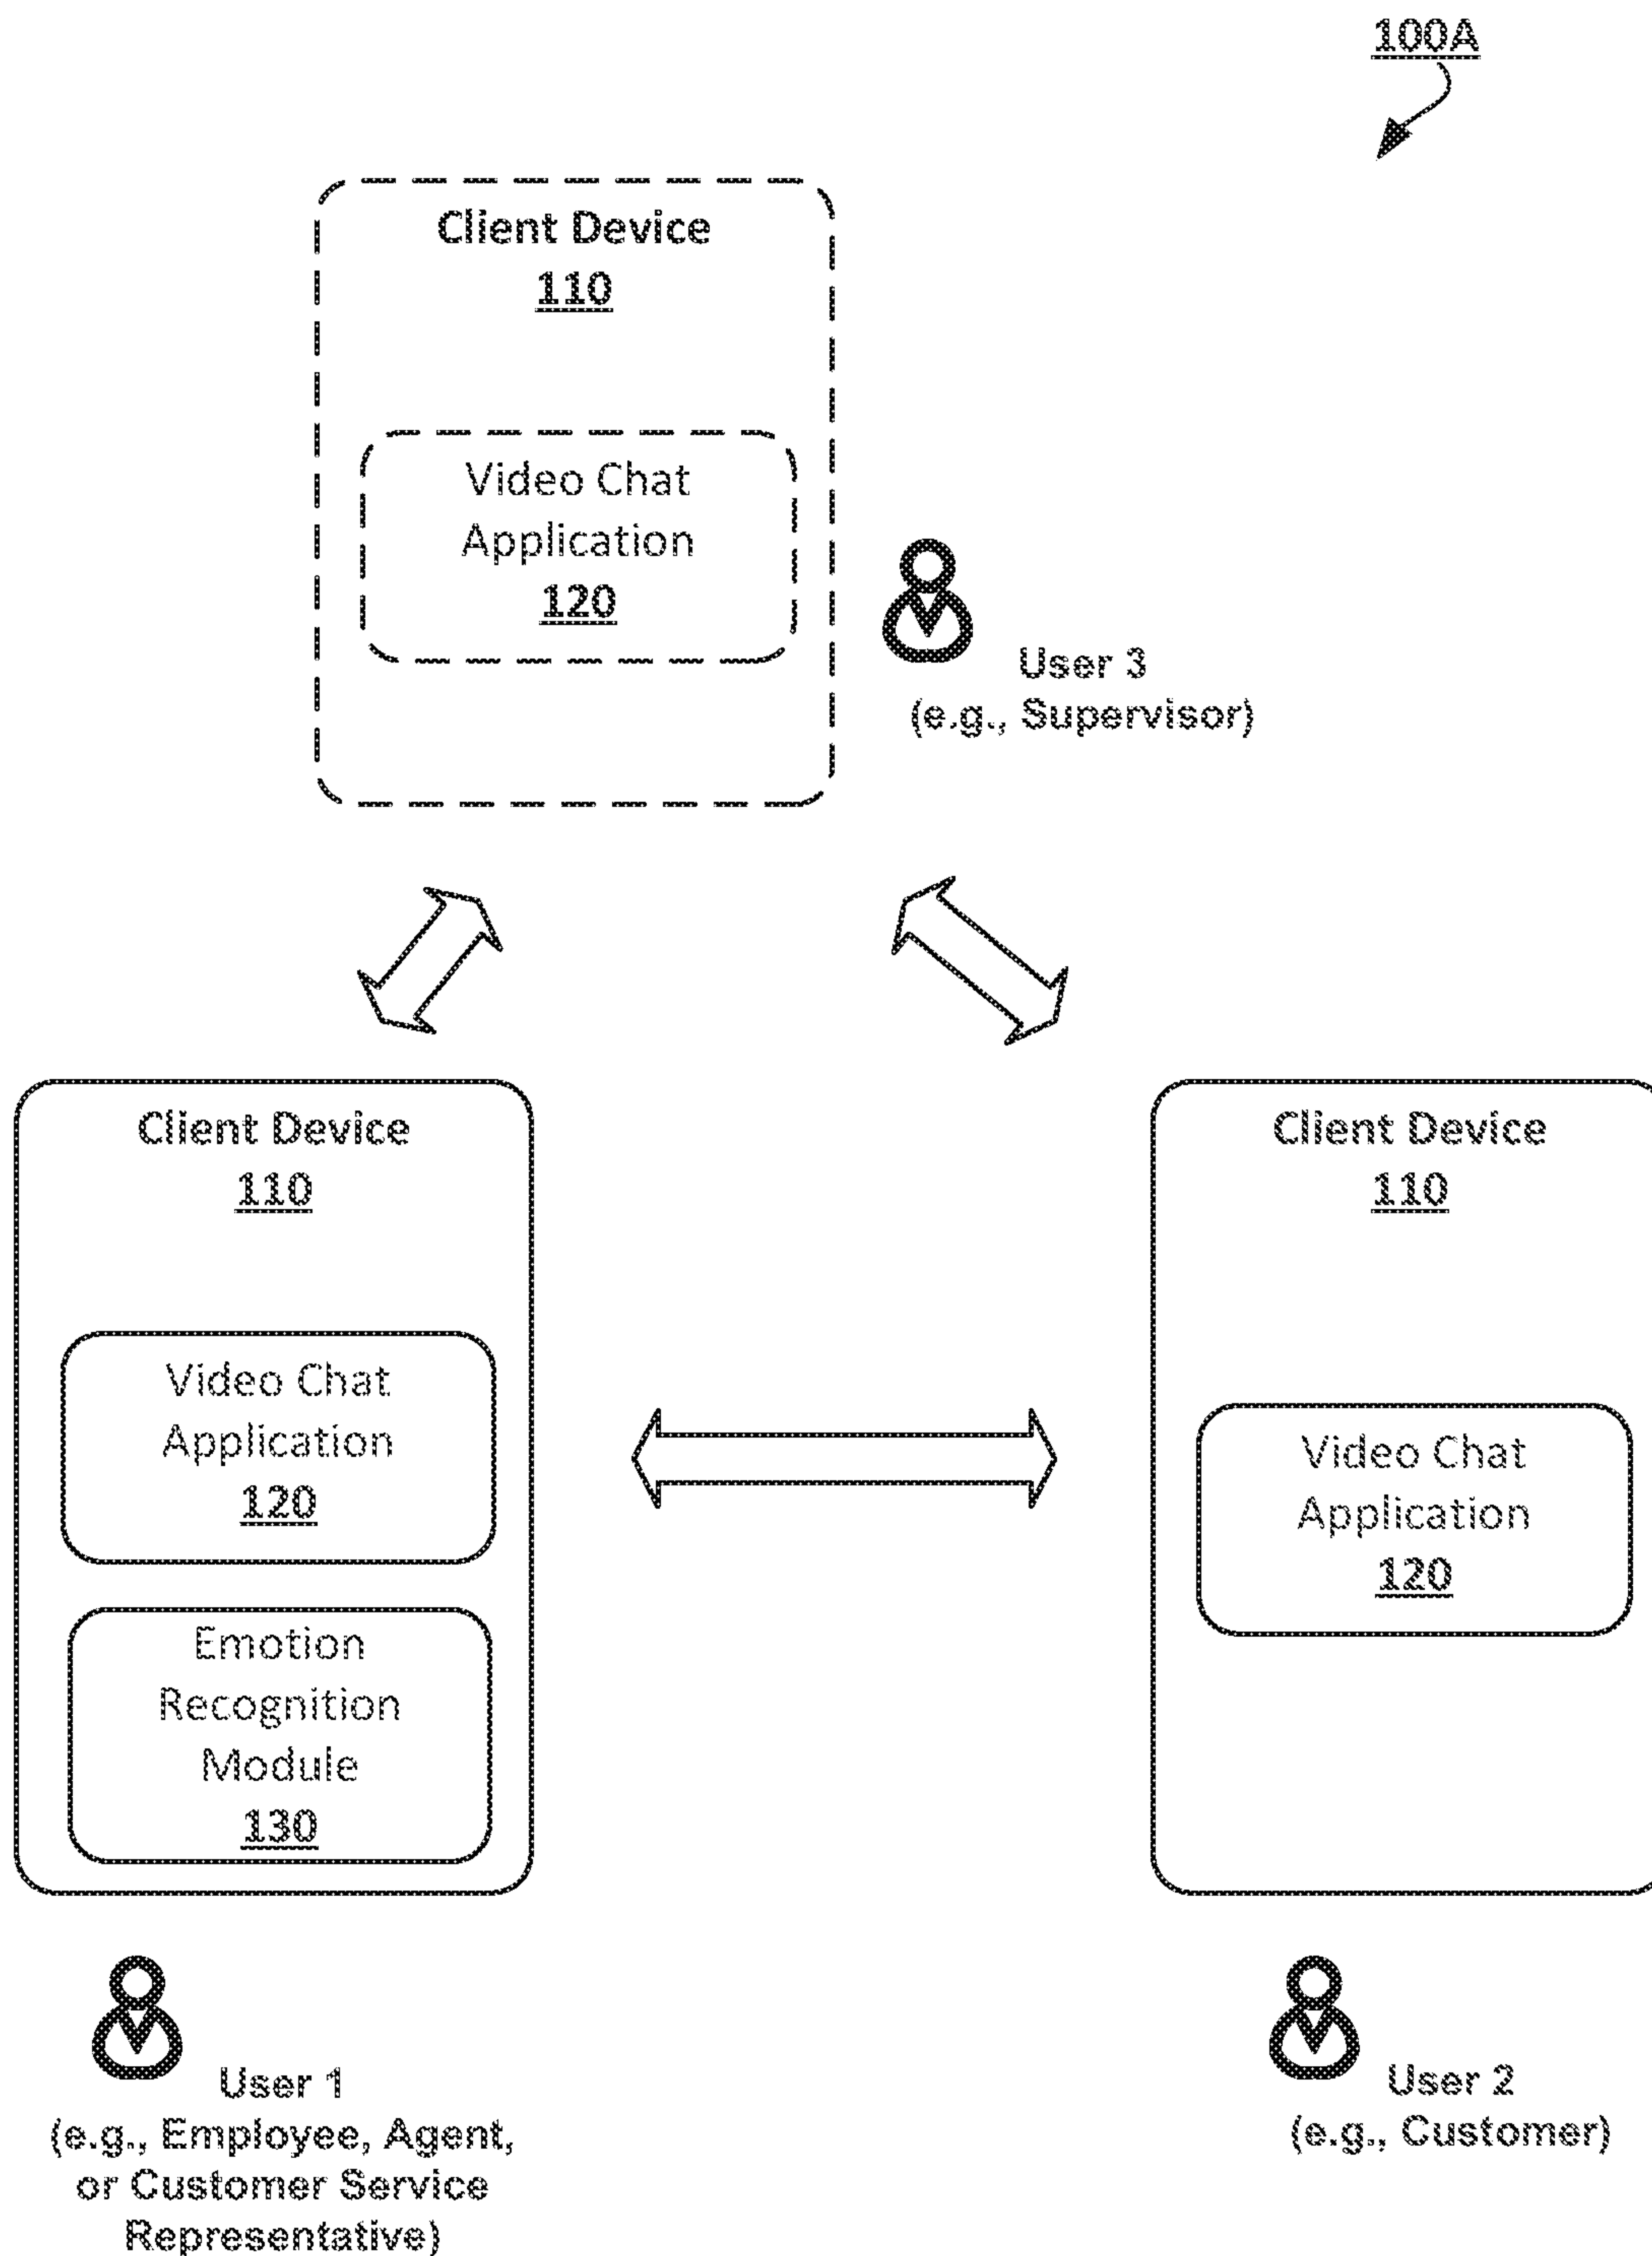 100A
Client Device
110
Video Chat
Application
120
User 3
(e.g., Supervisor)
Client Device
110
Video Chat
Application
120
Emotion
Recognition
Module
130
Client Device
110
Video Chat
Application
120
User 1
(e.g., Employee, Agent,
or Customer Service
Representative)
User 2
(e.g., Customer)